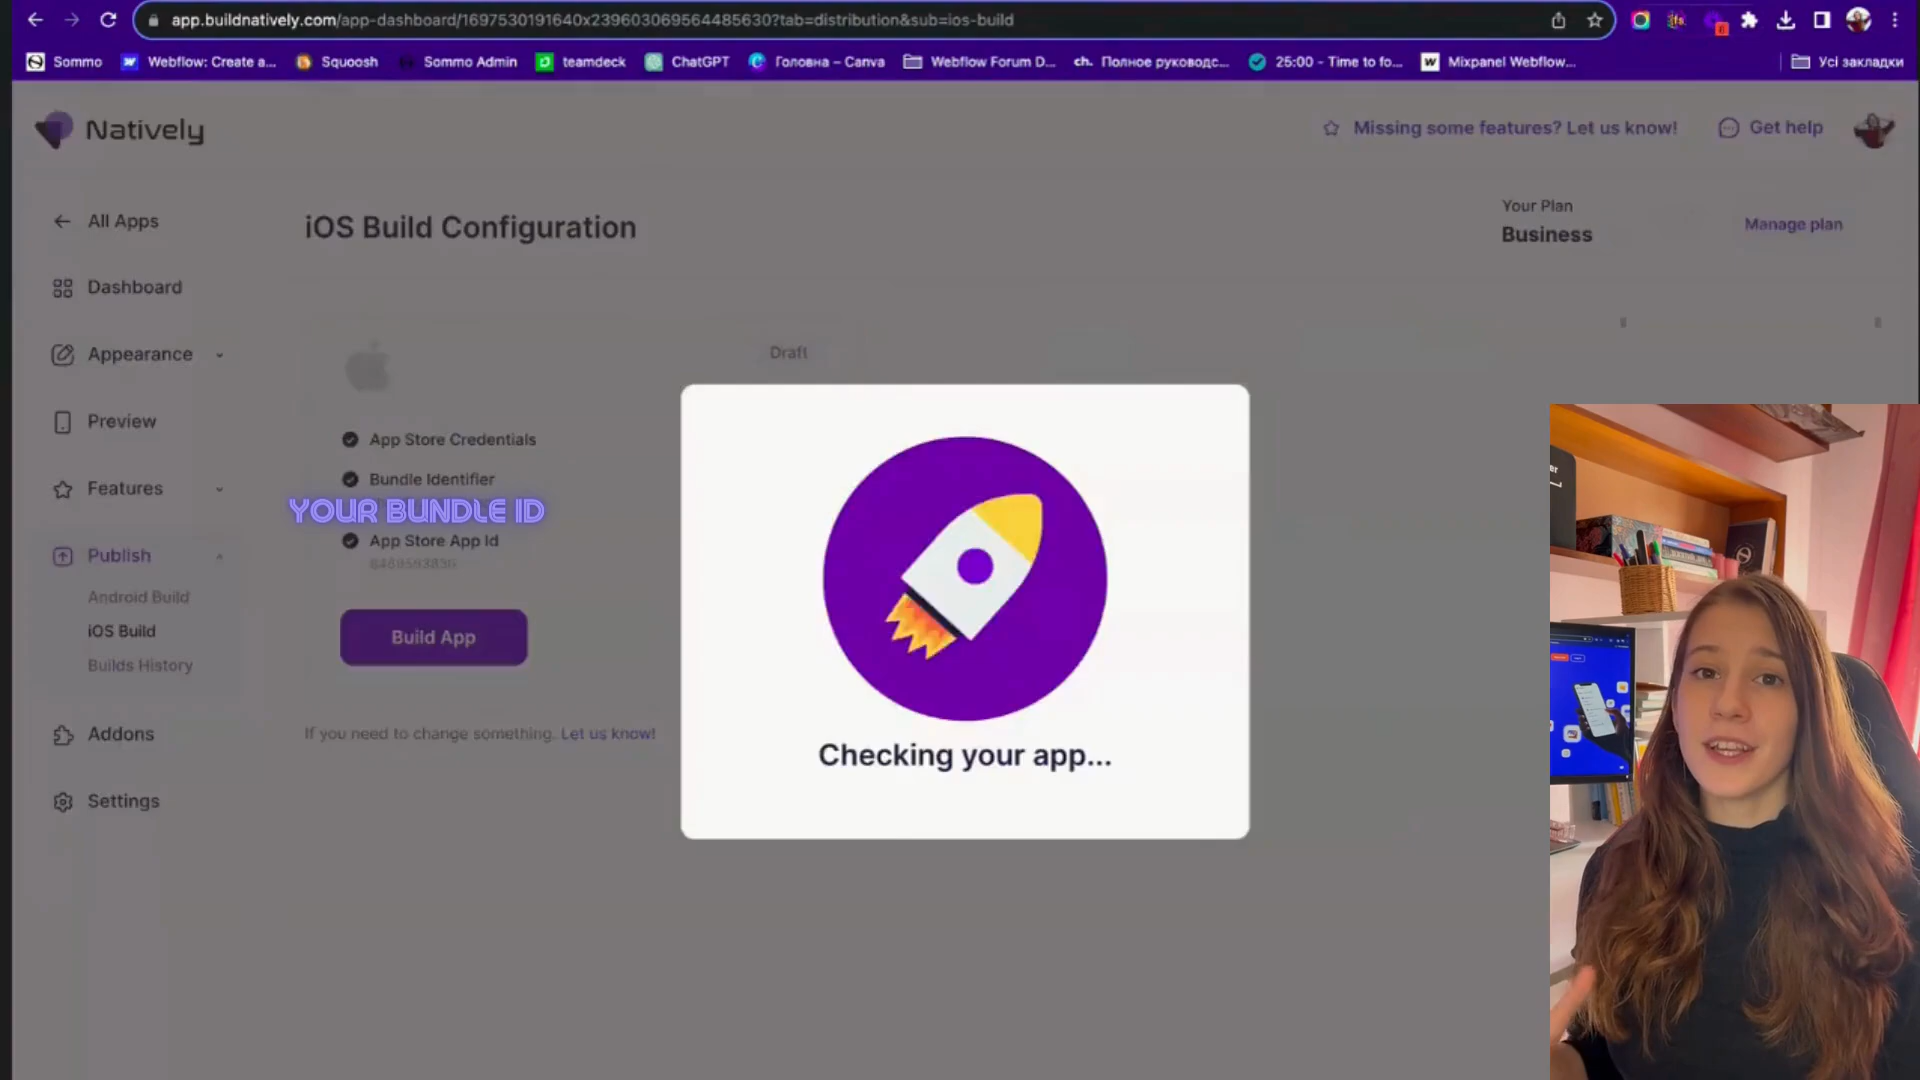 app.buildnatively.com/app-dashboard/1697530191640x239603069564485630?tab=distribution&sub=ios-build
Sommo
Webflow: Create a...
Squoosh
Sommo Admin
teamdeck
ChatGPT
Головна – Canva
Webflow Forum D...
ch. Полное руководс...
25:00 - Time to fo...
Mixpanel Webflow...
Усі закладки
Natively
Missing some features? Let us know!
Get help
All Apps
iOS Build Configuration
Your Plan
Business
Manage plan
Dashboard
Appearance
Draft
Preview
App Store Credentials
Features
Bundle Identifier
YOUR BUNDLE ID
Publish
App Store App Id
Android Build
iOS Build
Build App
Builds History
Addons
If you need to change something. Let us know!
Checking your app...
Settings